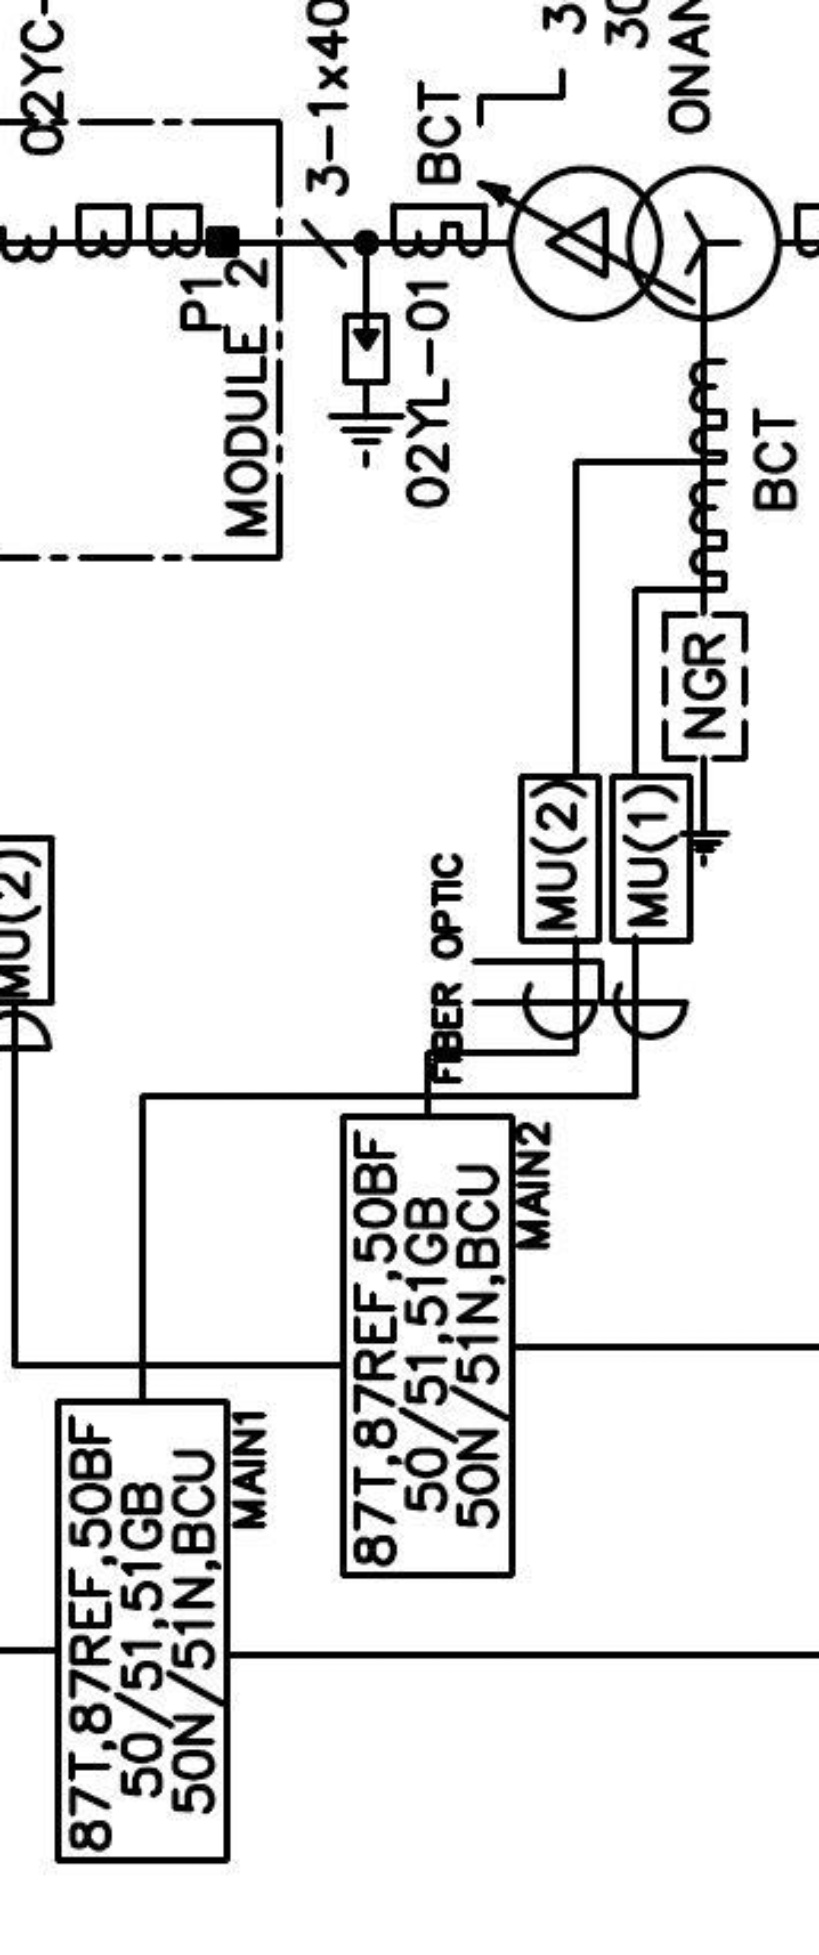 02YC-
3-1x40
BCT
3
30
ONAN
P1
MODULE 2
02YL-01
BCT
NGR
MU(2)
MU(2)
MU(1)
FIBER OPTIC
87T,87REF,50BF
50/51,51GB
50N/51N,BCU
MAIN2
87T,87REF,50BF
50/51,51GB
50N/51N,BCU
MAIN1